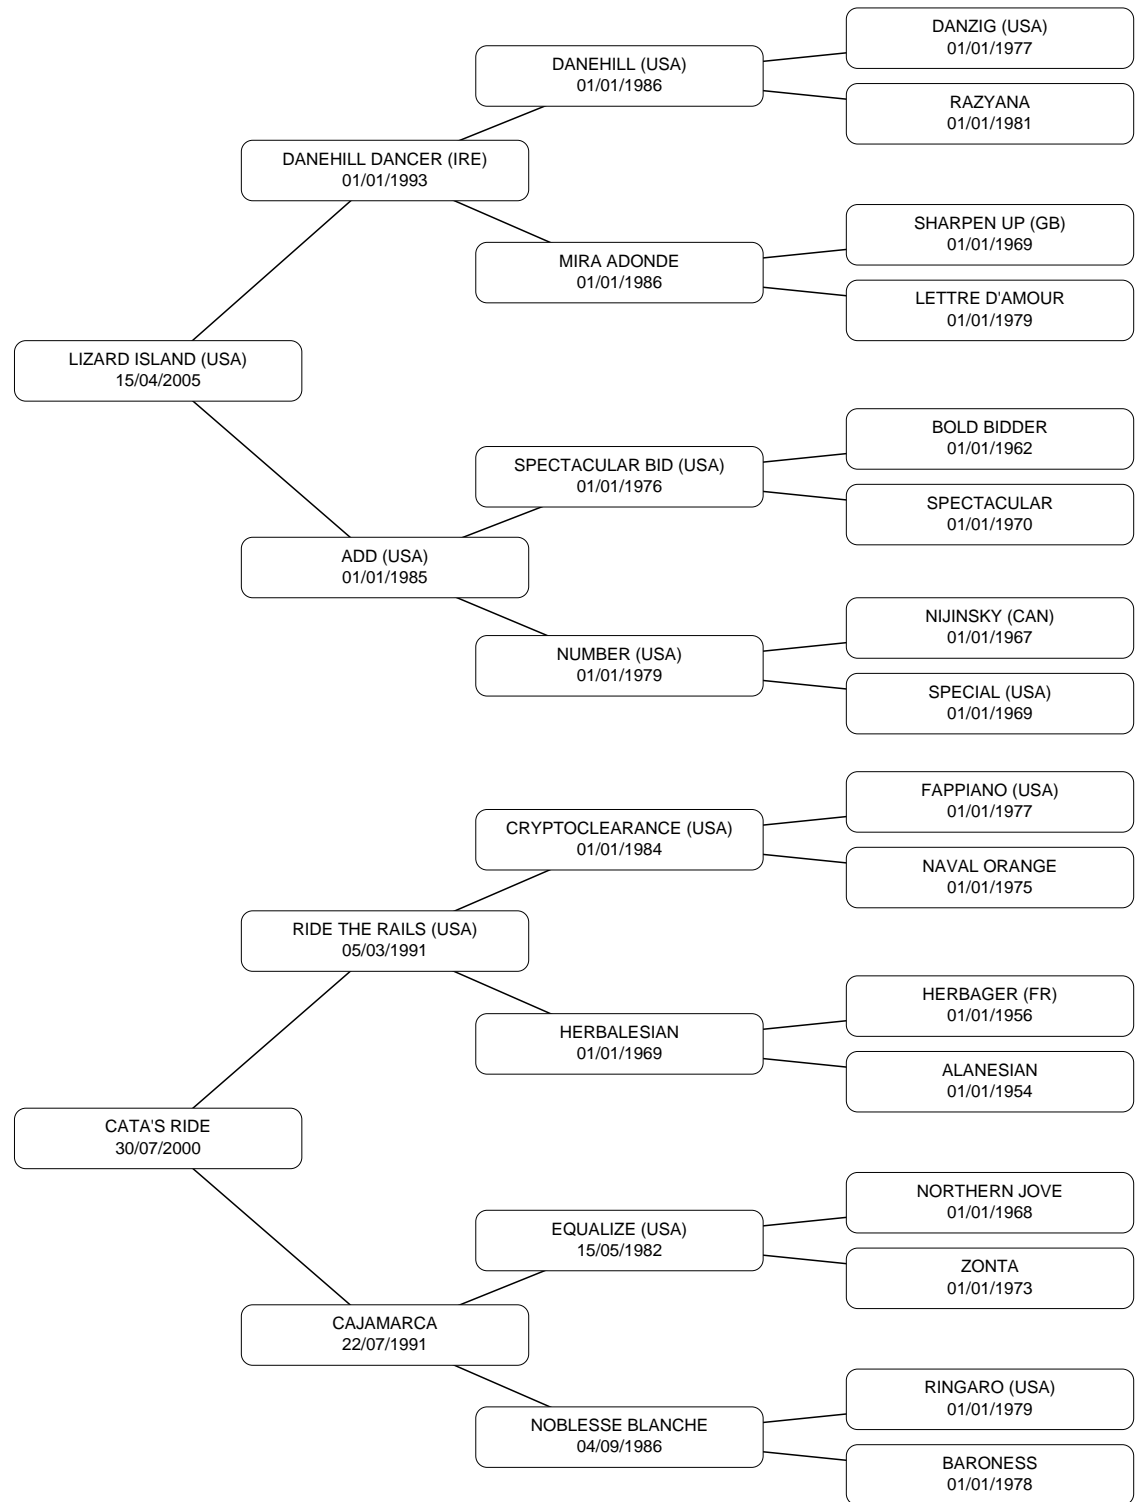 DANZIG (USA)
01/01/1977
DANEHILL (USA)
01/01/1986
RAZYANA
01/01/1981
DANEHILL DANCER (IRE)
01/01/1993
SHARPEN UP (GB)
01/01/1969
MIRA ADONDE
01/01/1986
LETTRE D'AMOUR
01/01/1979
LIZARD ISLAND (USA)
15/04/2005
BOLD BIDDER
01/01/1962
SPECTACULAR BID (USA)
01/01/1976
SPECTACULAR
01/01/1970
ADD (USA)
01/01/1985
NIJINSKY (CAN)
01/01/1967
NUMBER (USA)
01/01/1979
SPECIAL (USA)
01/01/1969
FAPPIANO (USA)
01/01/1977
CRYPTOCLEARANCE (USA)
01/01/1984
NAVAL ORANGE
01/01/1975
RIDE THE RAILS (USA)
05/03/1991
HERBAGER (FR)
01/01/1956
HERBALESIAN
01/01/1969
ALANESIAN
01/01/1954
CATA'S RIDE
30/07/2000
NORTHERN JOVE
01/01/1968
EQUALIZE (USA)
15/05/1982
ZONTA
01/01/1973
CAJAMARCA
22/07/1991
RINGARO (USA)
01/01/1979
NOBLESSE BLANCHE
04/09/1986
BARONESS
01/01/1978